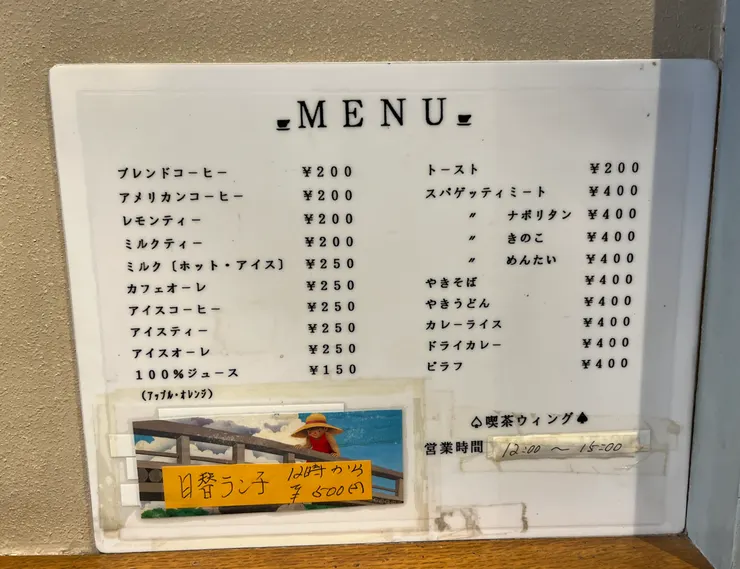 MENU
ブレンドコーヒー ¥200
アメリカンコーヒー ¥200
レモンティー ¥200
ミルクティー ¥200
ミルク〔ホット・アイス〕 ¥250
カフェオーレ ¥250
アイスコーヒー ¥250
アイスティー ¥250
アイスオーレ ¥250
100%ジュース ¥150
(アップル・オレンジ)
トースト ¥200
スパゲッティミート ¥400
〃 ナポリタン ¥400
〃 きのこ ¥400
〃 めんたい ¥400
やきそば ¥400
やきうどん ¥400
カレーライス ¥400
ドライカレー ¥400
ピラフ ¥400
♤喫茶ウィング♠
営業時間 12:00 〜 15:00
日替ランチ 12時から
¥500